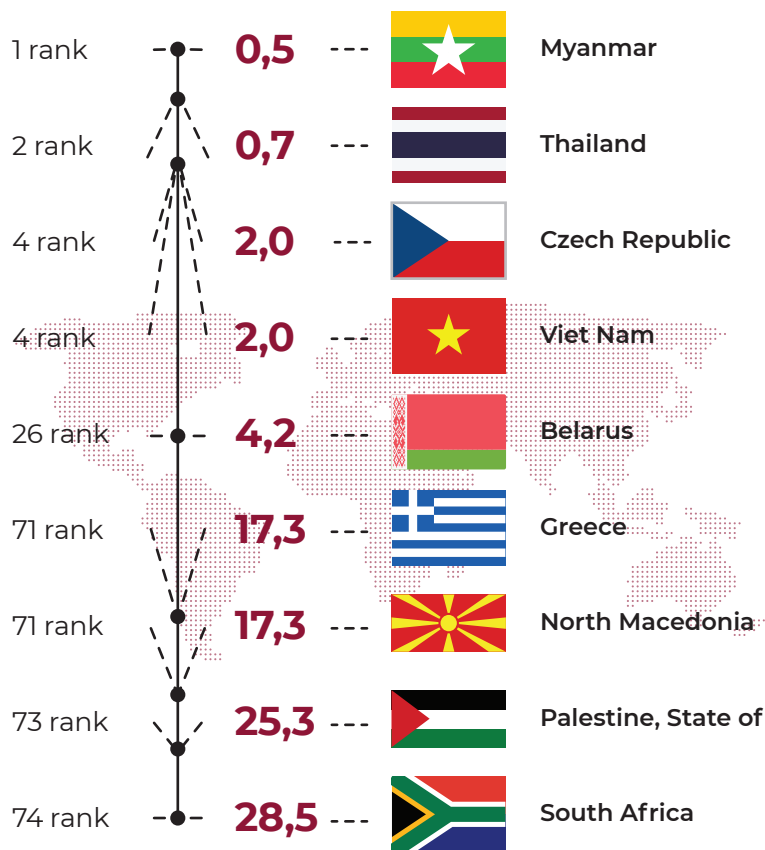 1 rank 0,5 Myanmar
2 rank 0,7 Thailand
4 rank 2,0 Czech Republic
4 rank 2,0 Viet Nam
26 rank 4,2 Belarus
71 rank 17,3 Greece
71 rank 17,3 North Macedonia
73 rank 25,3 Palestine, State of
74 rank 28,5 South Africa